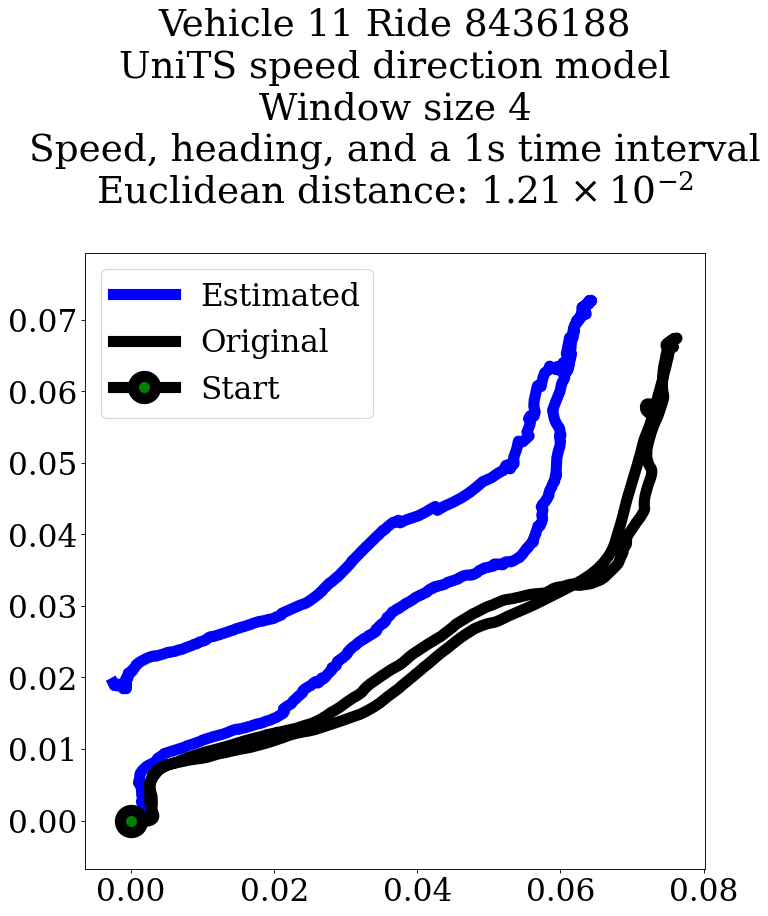 Vehicle 11 Ride 8436188
UniTS speed direction model
Window size 4
Speed, heading, and a 1s time interval
Euclidean distance: 1.21 × 10⁻²
Estimated
Original
Start
0.07
0.06
0.05
0.04
0.03
0.02
0.01
0.00
0.00 0.02 0.04 0.06 0.08